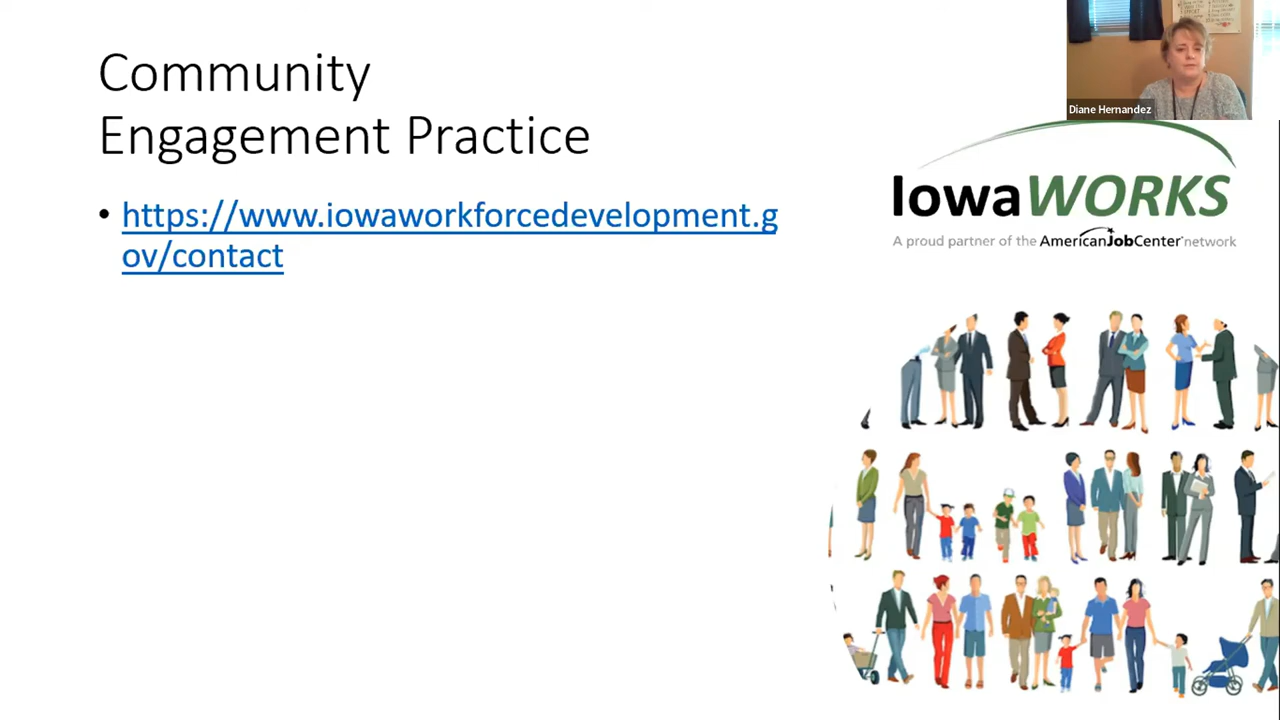 Community
Engagement Practice
• https://www.iowaworkforcedevelopment.g
ov/contact
Diane Hernandez
IowaWORKS
A proud partner of the AmericanJobCenter network